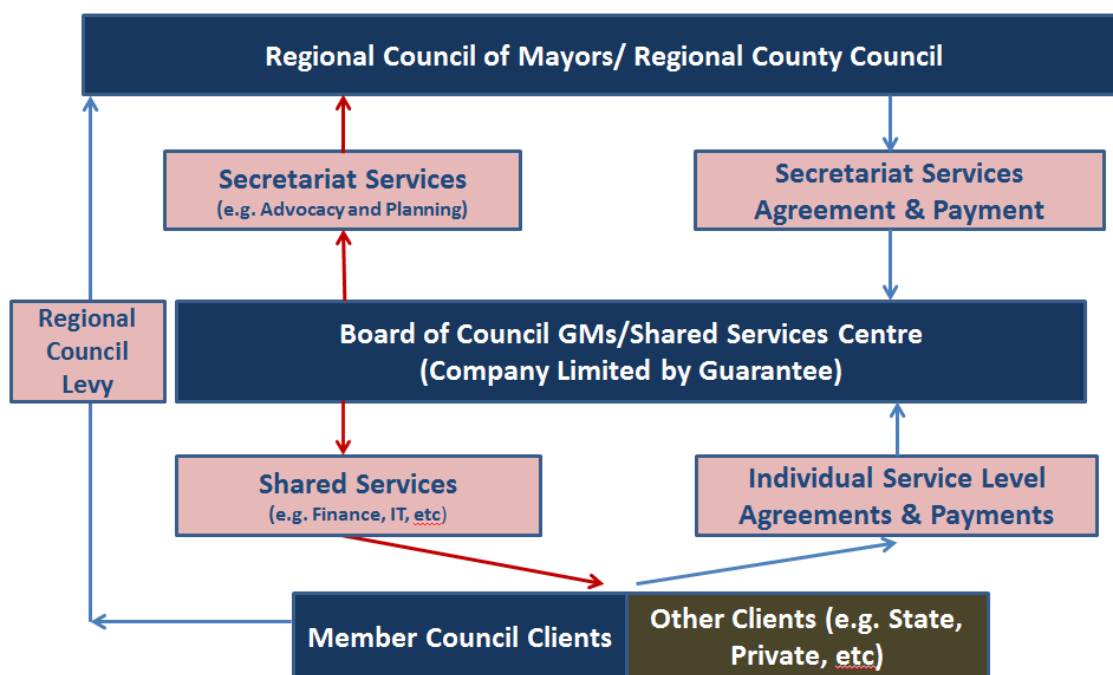 Regional Council of Mayors/ Regional County Council
Secretariat Services
(e.g. Advocacy and Planning)
Secretariat Services
Agreement & Payment
Regional
Council
Levy
Board of Council GMs/Shared Services Centre
(Company Limited by Guarantee)
Shared Services
(e.g. Finance, IT, etc)
Individual Service Level
Agreements & Payments
Member Council Clients
Other Clients (e.g. State,
Private, etc)